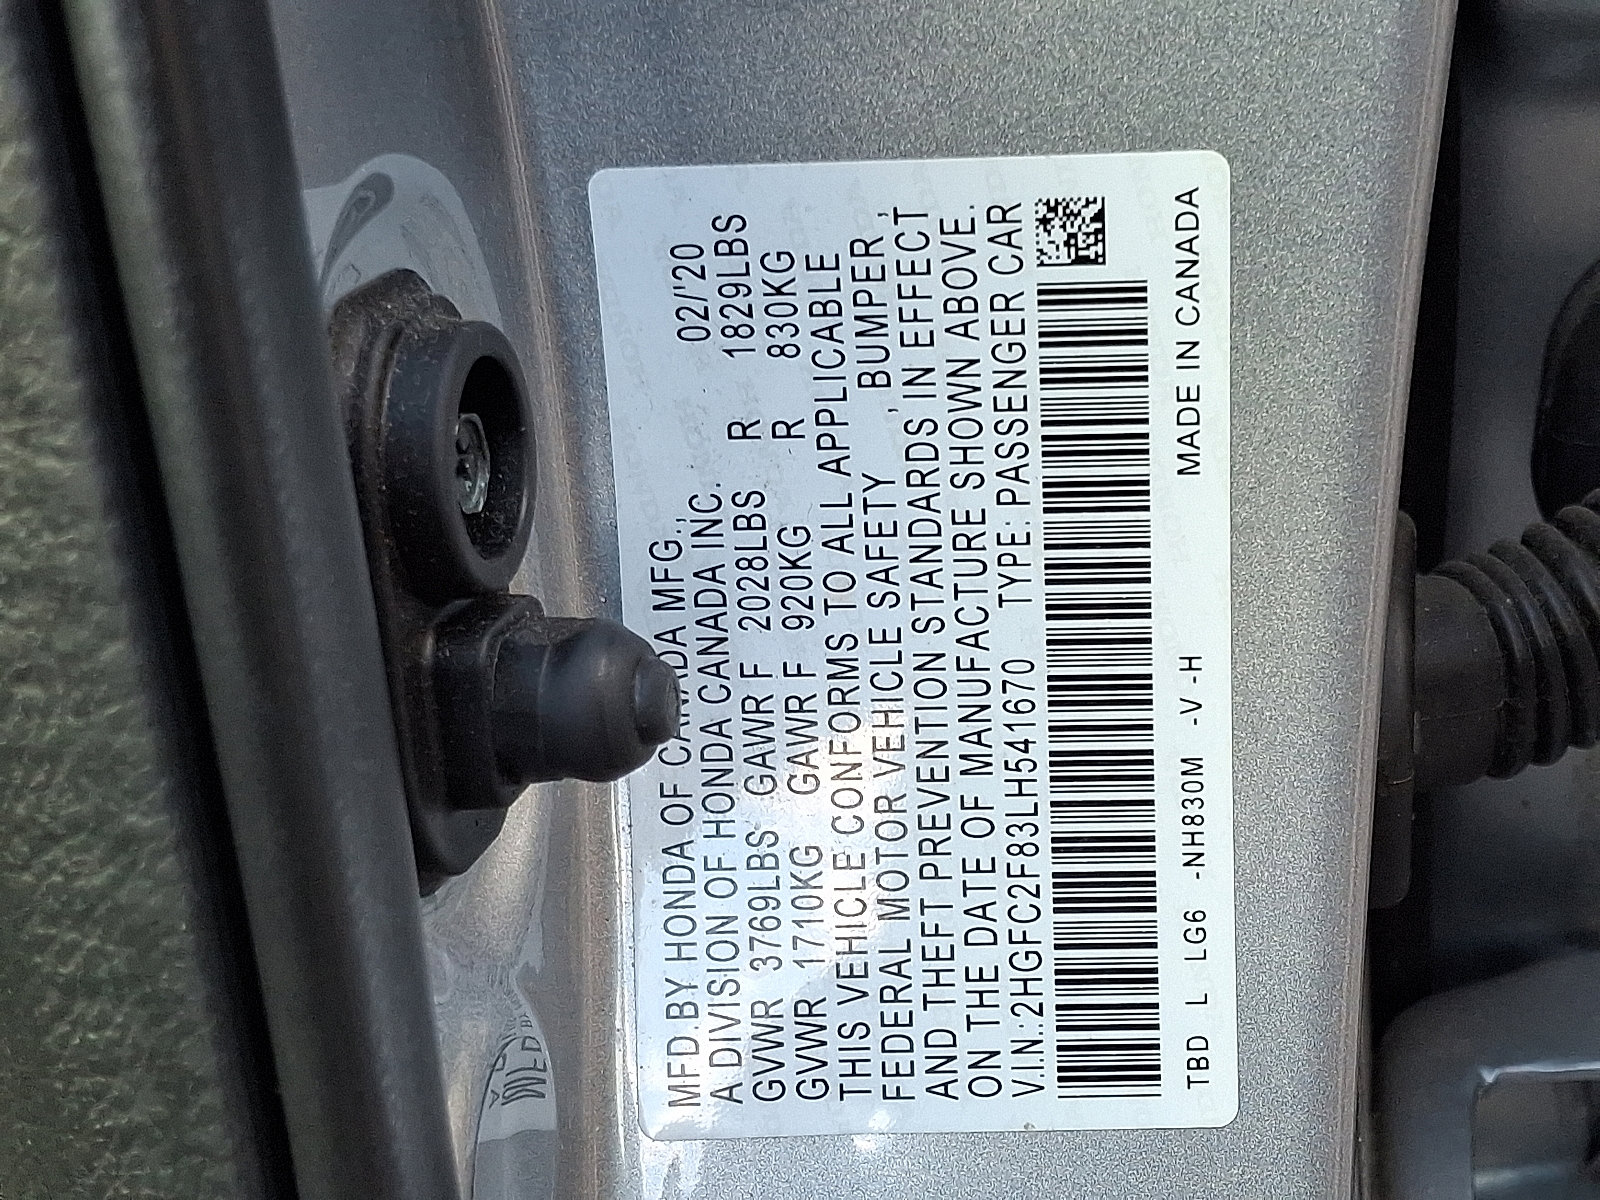 MFD.BY HONDA OF CANADA MFG., 02/'20
A DIVISION OF HONDA CANADA INC.
GVWR 3769LBS GAWR F 2028LBS R 1829LBS
GVWR 1710KG GAWR F 920KG R 830KG
THIS VEHICLE CONFORMS TO ALL APPLICABLE
FEDERAL MOTOR VEHICLE SAFETY , BUMPER ,
AND THEFT PREVENTION STANDARDS IN EFFECT
ON THE DATE OF MANUFACTURE SHOWN ABOVE.
V.I.N.:2HGFC2F83LH541670 TYPE: PASSENGER CAR
TBD L LG6 -NH830M -V -H MADE IN CANADA